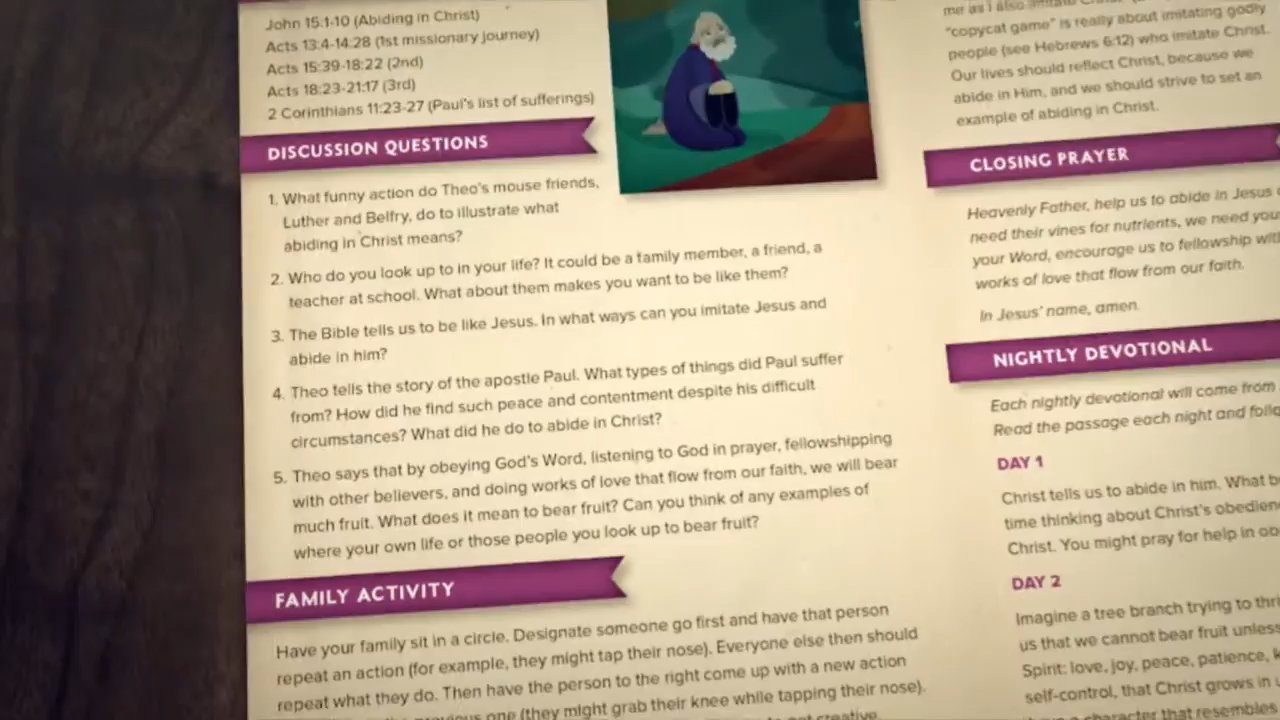 John 15:1-10 (Abiding in Christ)
Acts 13:4-14:28 (1st missionary journey)
Acts 15:39-18:22 (2nd)
Acts 18:23-21:17 (3rd)
2 Corinthians 11:23-27 (Paul's list of sufferings)
DISCUSSION QUESTIONS
1. What funny action do Theo's mouse friends,
Luther and Belfry, do to illustrate what
abiding in Christ means?
2. Who do you look up to in your life? It could be a family member, a friend, a
teacher at school. What about them makes you want to be like them?
3. The Bible tells us to be like Jesus. In what ways can you imitate Jesus and
abide in him?
4. Theo tells the story of the apostle Paul. What types of things did Paul suffer
from? How did he find such peace and contentment despite his difficult
circumstances? What did he do to abide in Christ?
5. Theo says that by obeying God's Word, listening to God in prayer, fellowshipping
with other believers, and doing works of love that flow from our faith, we will bear
much fruit. What does it mean to bear fruit? Can you think of any examples of
where your own life or those people you look up to bear fruit?
FAMILY ACTIVITY
Have your family sit in a circle. Designate someone go first and have that person
repeat an action (for example, they might tap their nose). Everyone else then should
repeat what they do. Then have the person to the right come up with a new action
previous one (they might grab their knee while tapping their nose).
creative
me as I also
"copycat game" is really about imitating godly
people (see Hebrews 6:12) who imitate Christ.
Our lives should reflect Christ, because we
abide in Him, and we should strive to set an
example of abiding in Christ.
CLOSING PRAYER
Heavenly Father, help us to abide in Jesus
need their vines for nutrients, we need
your Word, encourage us to fellowship
works of love that flow from our faith.
In Jesus' name, amen.
NIGHTLY DEVOTIONAL
Each nightly devotional will come from
Read the passage each night and
DAY 1
Christ tells us to abide in him. What
time thinking about Christ's
Christ. You might pray for help in
DAY 2
Imagine a tree branch trying to
us that we cannot bear fruit
Spirit: love, joy, peace, patience,
self-control, that Christ grows in
a character that resembles